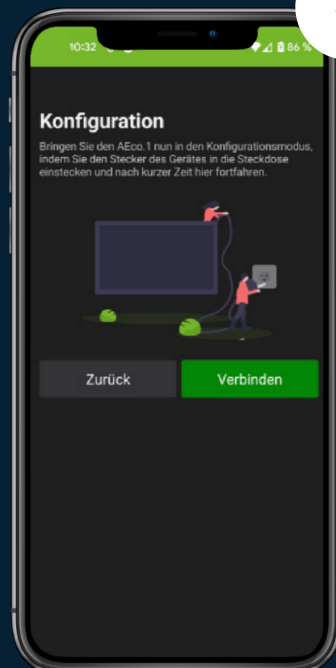 10:32
86 %
Konfiguration
Bringen Sie den AEco.1 nun in den Konfigurationsmodus,
indem Sie den Stecker des Gerätes in die Steckdose
einstecken und nach kurzer Zeit hier fortfahren.
Zurück
Verbinden